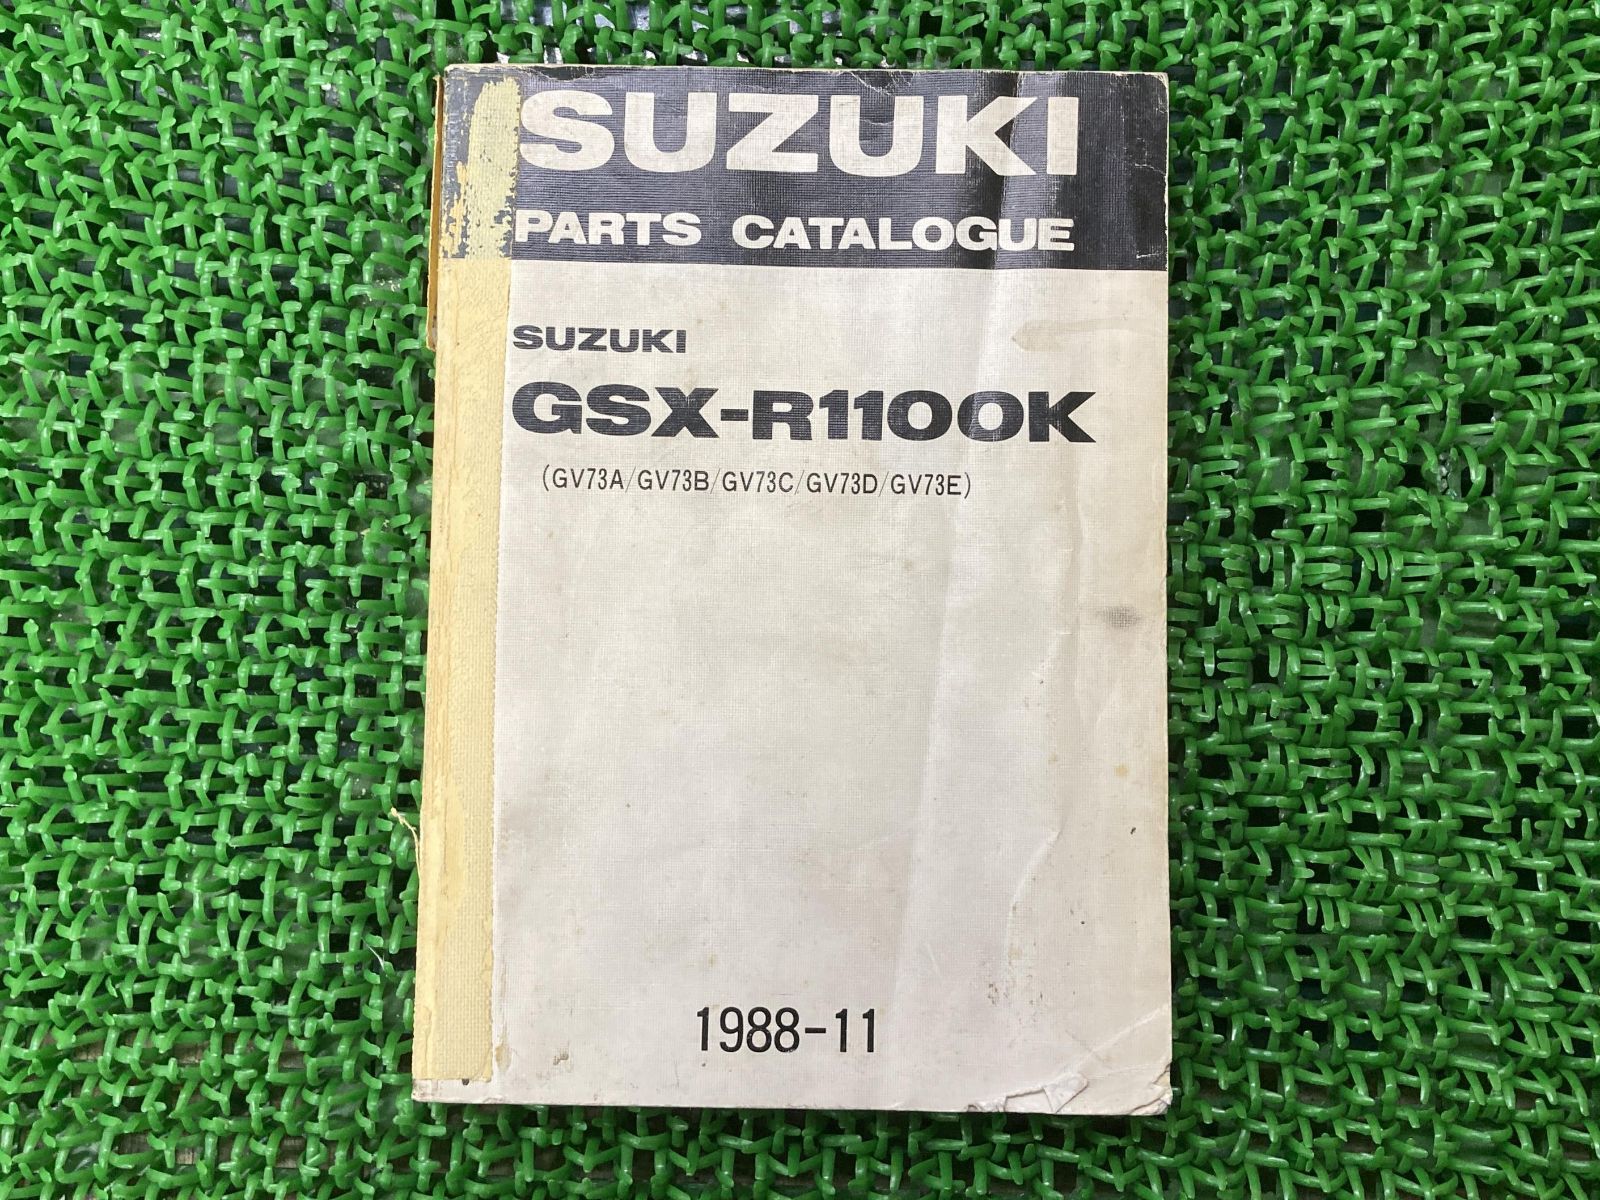 SUZUKI
PARTS CATALOGUE
SUZUKI
GSX-R1100K
(GV73A/GV73B/GV73C/GV73D/GV73E)
1988-11